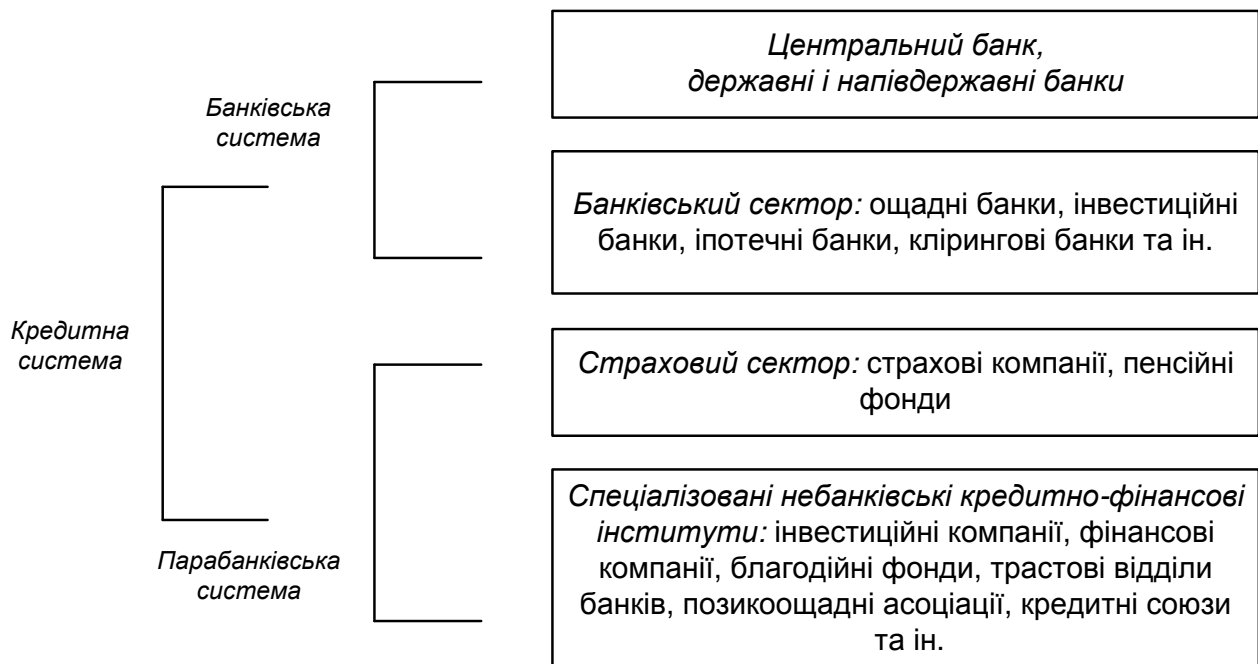 Центральний банк,
державні і напівдержавні банки
Банківська
система
Банківський сектор: ощадні банки, інвестиційні
банки, іпотечні банки, клірингові банки та ін.
Кредитна
система
Страховий сектор: страхові компанії, пенсійні
фонди
Парабанківська
система
Спеціалізовані небанківські кредитно-фінансові
інститути: інвестиційні компанії, фінансові
компанії, благодійні фонди, трастові відділи
банків, позикоощадні асоціації, кредитні союзи
та ін.